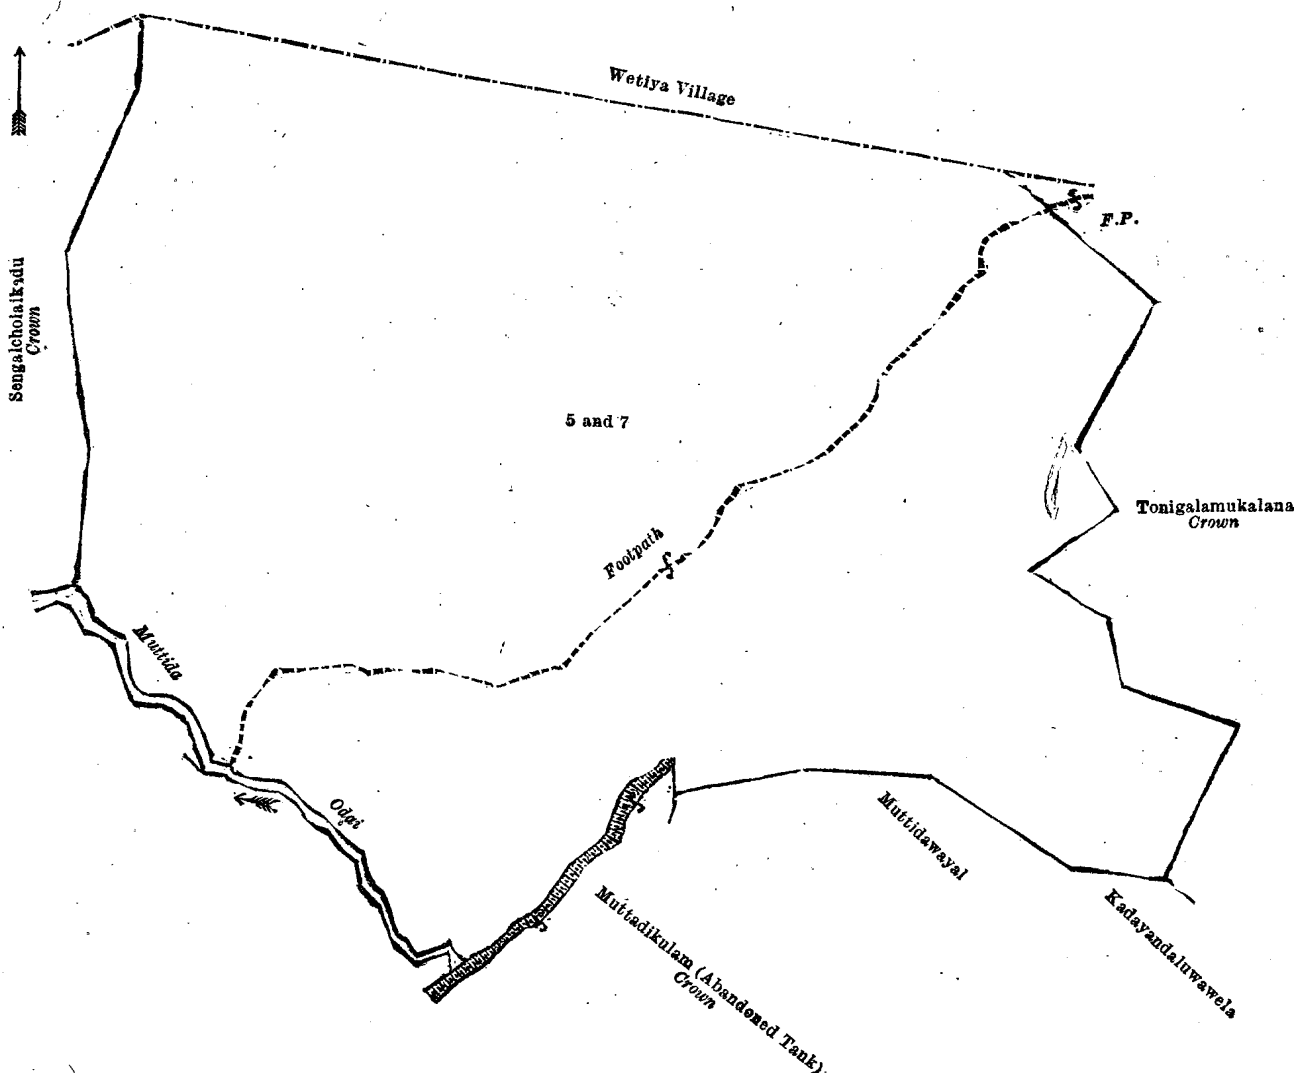 Wetiya Village
F.P.
Sengalcholaikadu
Crown
5 and 7
Tonigalamukalana
Crown
Footpath
Muttida
Odai
Muttidawayal
Kadayandaluwawela
Muttadikulam (Abandoned Tank).
Crown